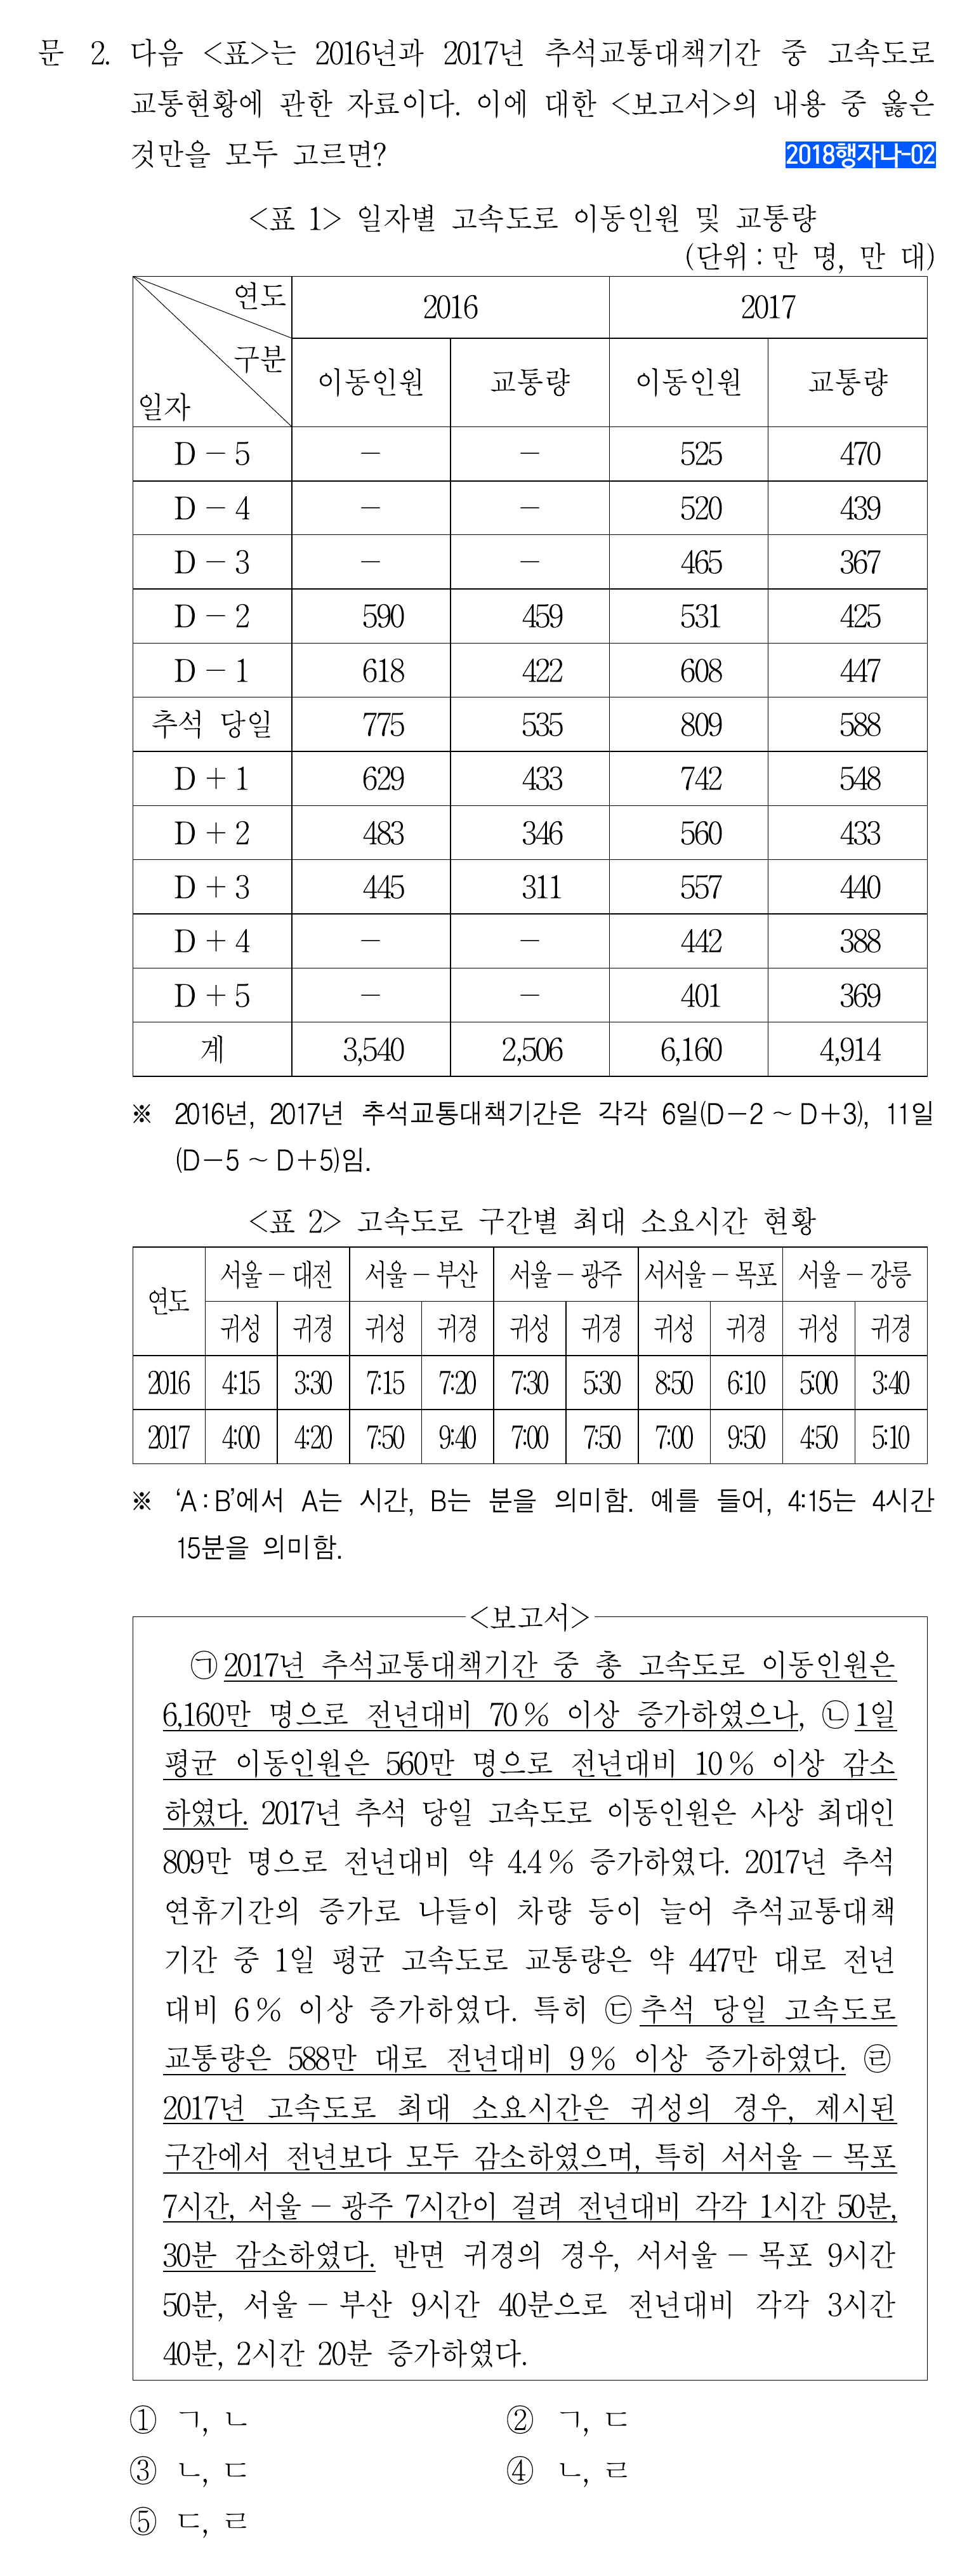 문 2. 다음 <표>는 2016년과 2017년 추석교통대책기간 중 고속도로
교통현황에 관한 자료이다. 이에 대한 <보고서>의 내용 중 옳은
것만을 모두 고르면? 2018행자나-02
<표 1> 일자별 고속도로 이동인원 및 교통량
(단위 : 만 명, 만 대)
연도 2016 2017
구분
일자 이동인원 교통량 이동인원 교통량
D − 5 − − 525 470
D − 4 − − 520 439
D − 3 − − 465 367
D − 2 590 459 531 425
D − 1 618 422 608 447
추석 당일 775 535 809 588
D + 1 629 433 742 548
D + 2 483 346 560 433
D + 3 445 311 557 440
D + 4 − − 442 388
D + 5 − − 401 369
계 3,540 2,506 6,160 4,914
※ 2016년, 2017년 추석교통대책기간은 각각 6일(D−2 ~ D+3), 11일
(D−5 ~ D+5)임.
<표 2> 고속도로 구간별 최대 소요시간 현황
연도 서울 − 대전 서울 − 부산 서울 − 광주 서서울 − 목포 서울 − 강릉
귀성 귀경 귀성 귀경 귀성 귀경 귀성 귀경 귀성 귀경
2016 4:15 3:30 7:15 7:20 7:30 5:30 8:50 6:10 5:00 3:40
2017 4:00 4:20 7:50 9:40 7:00 7:50 7:00 9:50 4:50 5:10
※ ‘A : B’에서 A는 시간, B는 분을 의미함. 예를 들어, 4:15는 4시간
15분을 의미함.
<보고서>
㉠ 2017년 추석교통대책기간 중 총 고속도로 이동인원은
6,160만 명으로 전년대비 70 % 이상 증가하였으나, ㉡ 1일
평균 이동인원은 560만 명으로 전년대비 10 % 이상 감소
하였다. 2017년 추석 당일 고속도로 이동인원은 사상 최대인
809만 명으로 전년대비 약 4.4 % 증가하였다. 2017년 추석
연휴기간의 증가로 나들이 차량 등이 늘어 추석교통대책
기간 중 1일 평균 고속도로 교통량은 약 447만 대로 전년
대비 6 % 이상 증가하였다. 특히 ㉢ 추석 당일 고속도로
교통량은 588만 대로 전년대비 9 % 이상 증가하였다. ㉣
2017년 고속도로 최대 소요시간은 귀성의 경우, 제시된
구간에서 전년보다 모두 감소하였으며, 특히 서서울 − 목포
7시간, 서울 − 광주 7시간이 걸려 전년대비 각각 1시간 50분,
30분 감소하였다. 반면 귀경의 경우, 서서울 − 목포 9시간
50분, 서울 − 부산 9시간 40분으로 전년대비 각각 3시간
40분, 2시간 20분 증가하였다.
① ㄱ, ㄴ ② ㄱ, ㄷ
③ ㄴ, ㄷ ④ ㄴ, ㄹ
⑤ ㄷ, ㄹ